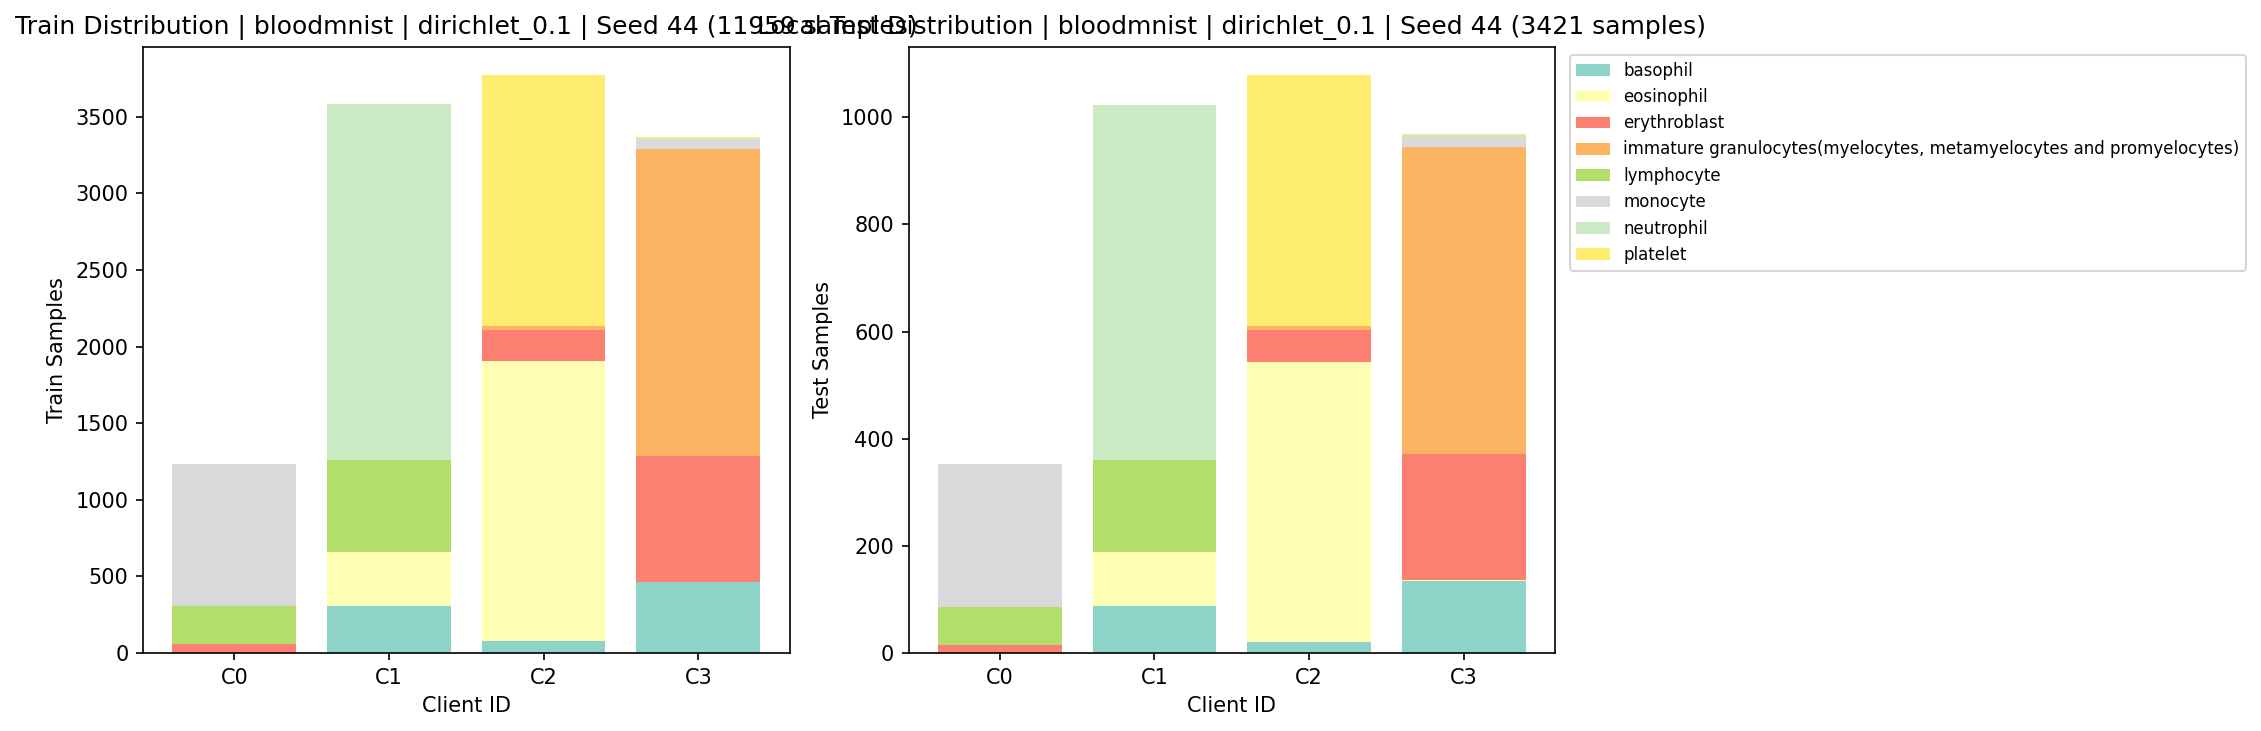 Train Distribution | bloodmnist | dirichlet_0.1 | Seed 44 (11959 samples)
Local Test Distribution | bloodmnist | dirichlet_0.1 | Seed 44 (3421 samples)
Train Samples
3500
3000
2500
2000
1500
1000
500
0
C0
C1
C2
C3
Client ID
Test Samples
1000
800
600
400
200
0
C0
C1
C2
C3
Client ID
basophil
eosinophil
erythroblast
immature granulocytes(myelocytes, metamyelocytes and promyelocytes)
lymphocyte
monocyte
neutrophil
platelet